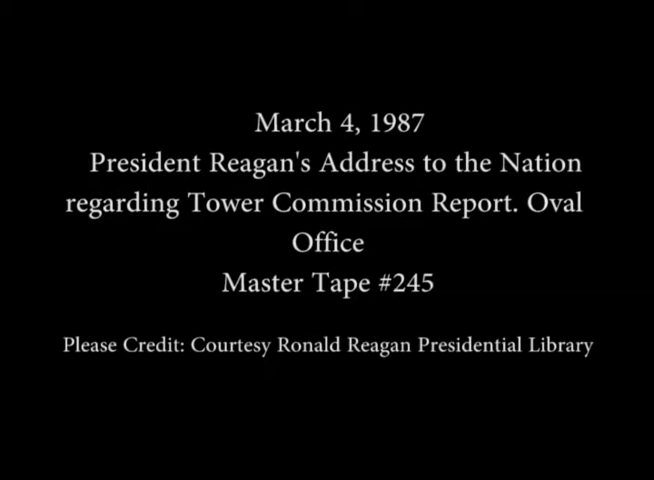 March 4, 1987
President Reagan's Address to the Nation
regarding Tower Commission Report. Oval
Office
Master Tape #245
Please Credit: Courtesy Ronald Reagan Presidential Library